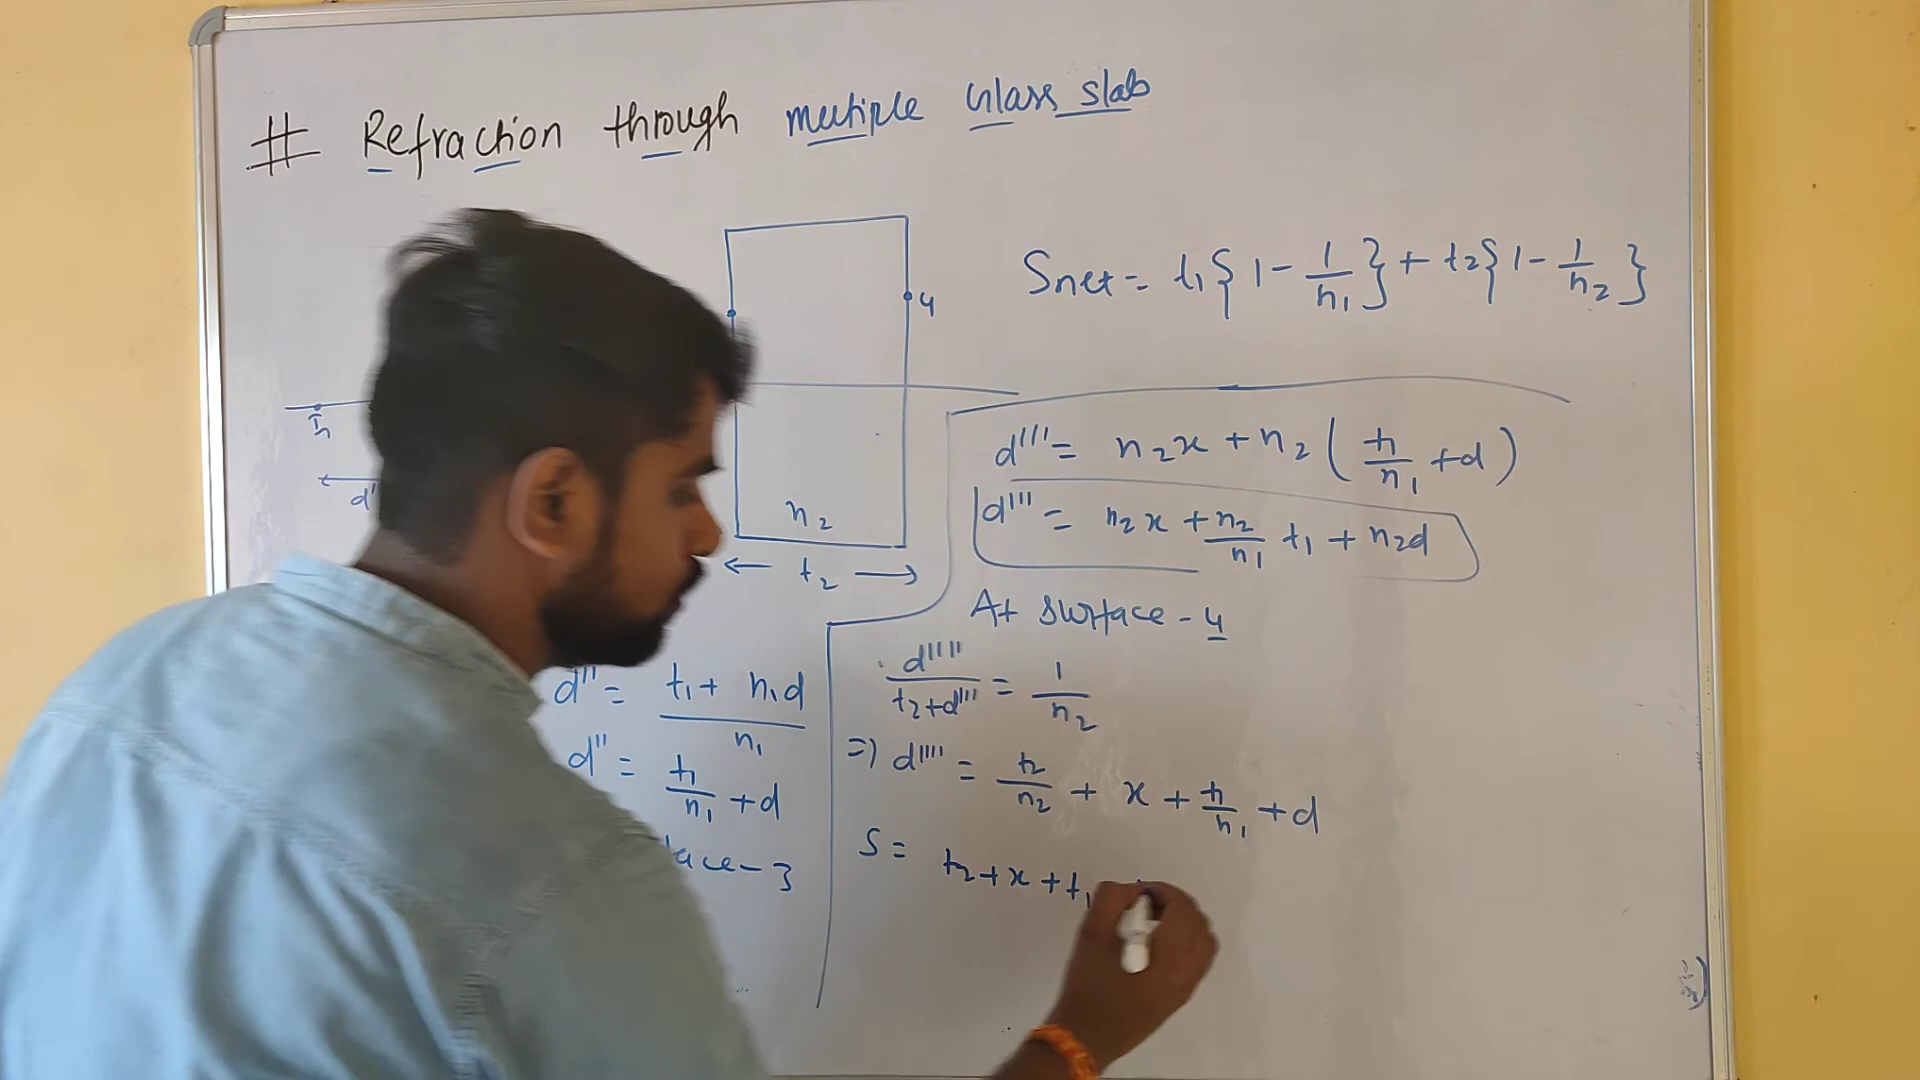 # Refraction through multiple Glass slab
Snet = t₁{1 - 1/n₁} + t₂{1 - 1/n₂}
4
d'
n₂
t₂
d''' = n₂x + n₂(t₁/n₁ + d)
d''' = n₂x + n₂/n₁ t₁ + n₂d
d'' = t₁ + n₁d / n₁
d'' = t₁/n₁ + d
face - 3
At surface - 4
d''''/t₂+d''' = 1/n₂
=> d'''' = t₂/n₂ + x + t₁/n₁ + d
S = t₂ + x + t₁